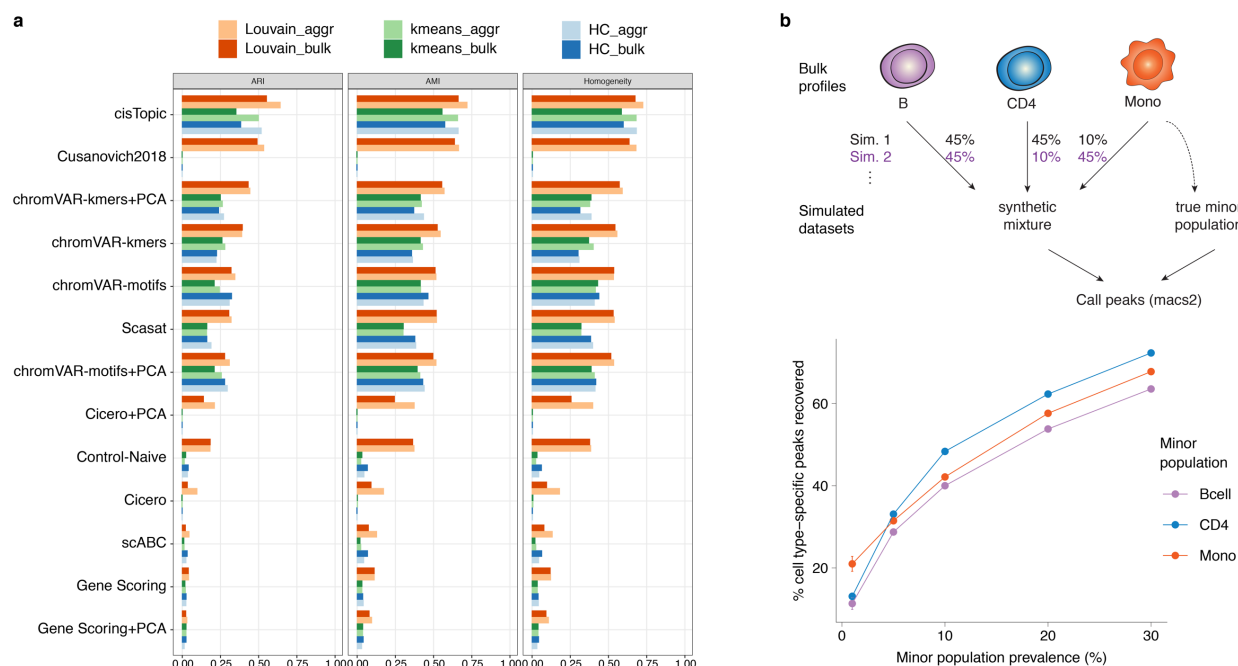 a
Louvain_aggr
kmeans_aggr
HC_aggr
Louvain_bulk
kmeans_bulk
HC_bulk
ARI
AMI
Homogeneity
cisTopic
Cusanovich2018
chromVAR-kmers+PCA
chromVAR-kmers
chromVAR-motifs
Scasat
chromVAR-motifs+PCA
Cicero+PCA
Control-Naive
Cicero
scABC
Gene Scoring
Gene Scoring+PCA
0.00 0.25 0.50 0.75 1.00
0.00 0.25 0.50 0.75 1.00
0.00 0.25 0.50 0.75 1.00
b
Bulk
profiles
B
CD4
Mono
Sim. 1 45% 45% 10%
Sim. 2 45% 10% 45%
⋮
Simulated
datasets
synthetic
mixture
true minor
population
Call peaks (macs2)
% cell type–specific peaks recovered
60
40
20
0 10 20 30
Minor population prevalence (%)
Minor
population
Bcell
CD4
Mono